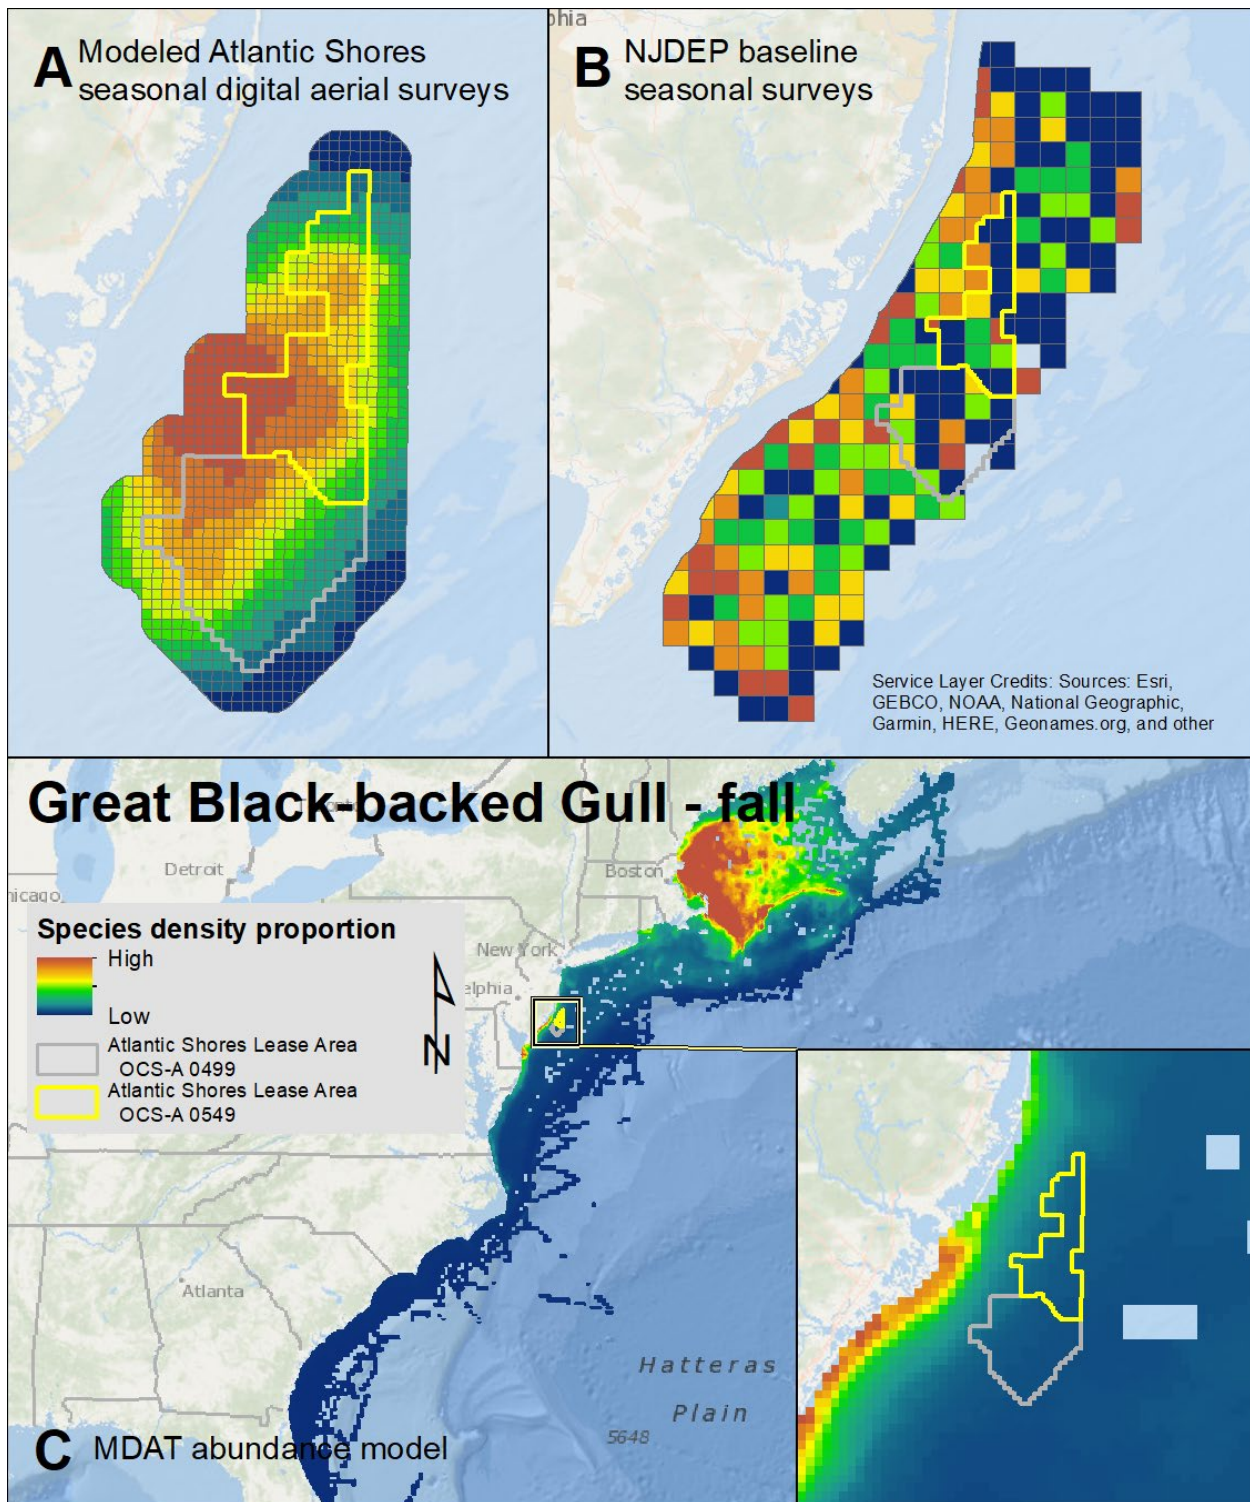 phia
A Modeled Atlantic Shores
seasonal digital aerial surveys
B NJDEP baseline
seasonal surveys
Service Layer Credits: Sources: Esri,
GEBCO, NOAA, National Geographic,
Garmin, HERE, Geonames.org, and other
Great Black-backed Gull - fall
Detroit
Boston
hicago
New York
elphia
Species density proportion
High
Low
N
Atlantic Shores Lease Area
OCS-A 0499
Atlantic Shores Lease Area
OCS-A 0549
Atlanta
Hatteras
Plain
5648
C MDAT abundance model